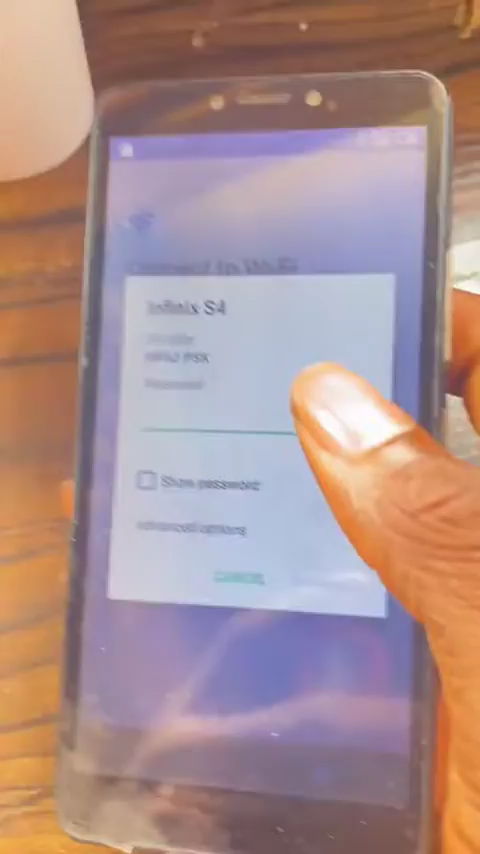 Connect to Wi-Fi
Infinix S4
Security
WPA2 PSK
Password
Show password
Advanced options
CANCEL